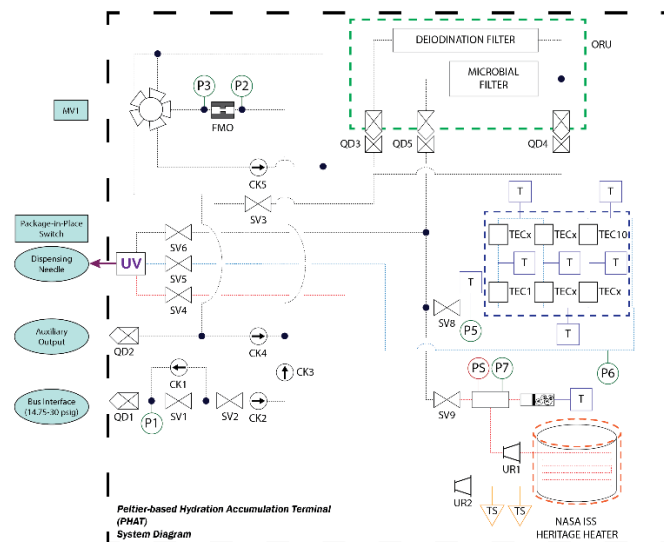 DEIODINATION FILTER
ORU
MICROBIAL
FILTER
P3
P2
MV1
FMO
QD3
QD5
QD4
CK5
T
T
SV3
Package-in-Place
Switch
TECx
TECx
TEC10
SV6
Dispensing
Needle
UV
T
T
T
SV5
T
TEC1
TECx
TECx
SV4
SV8
P5
T
Auxiliary
Output
QD2
CK4
CK3
PS
P7
P6
CK1
Bus Interface
(14.75-30 psig)
QD1
P1
SV1
SV2
CK2
SV9
T
UR1
UR2
TS
TS
Peltier-based Hydration Accumulation Terminal
(PHAT)
System Diagram
NASA ISS
HERITAGE HEATER